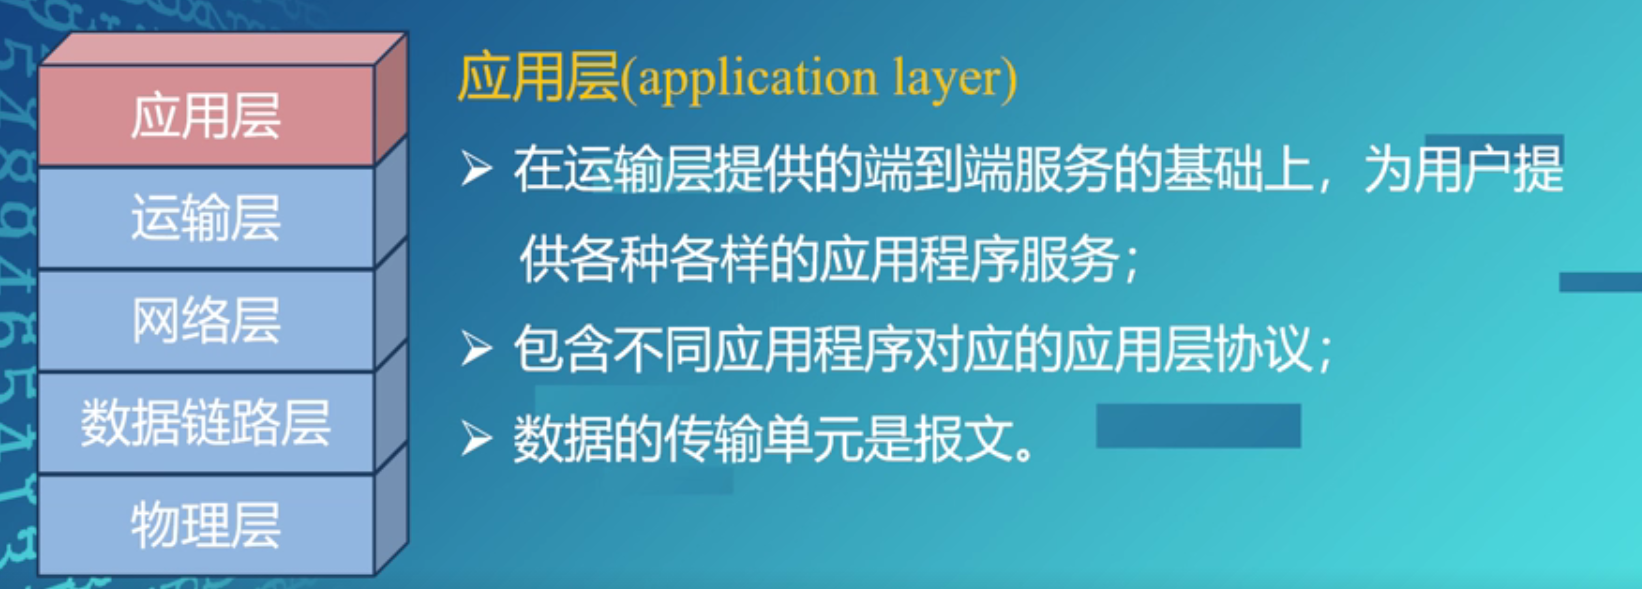 应用层
运输层
网络层
数据链路层
物理层
应用层(application layer)
➢ 在运输层提供的端到端服务的基础上，为用户提
供各种各样的应用程序服务；
➢ 包含不同应用程序对应的应用层协议；
➢ 数据的传输单元是报文。